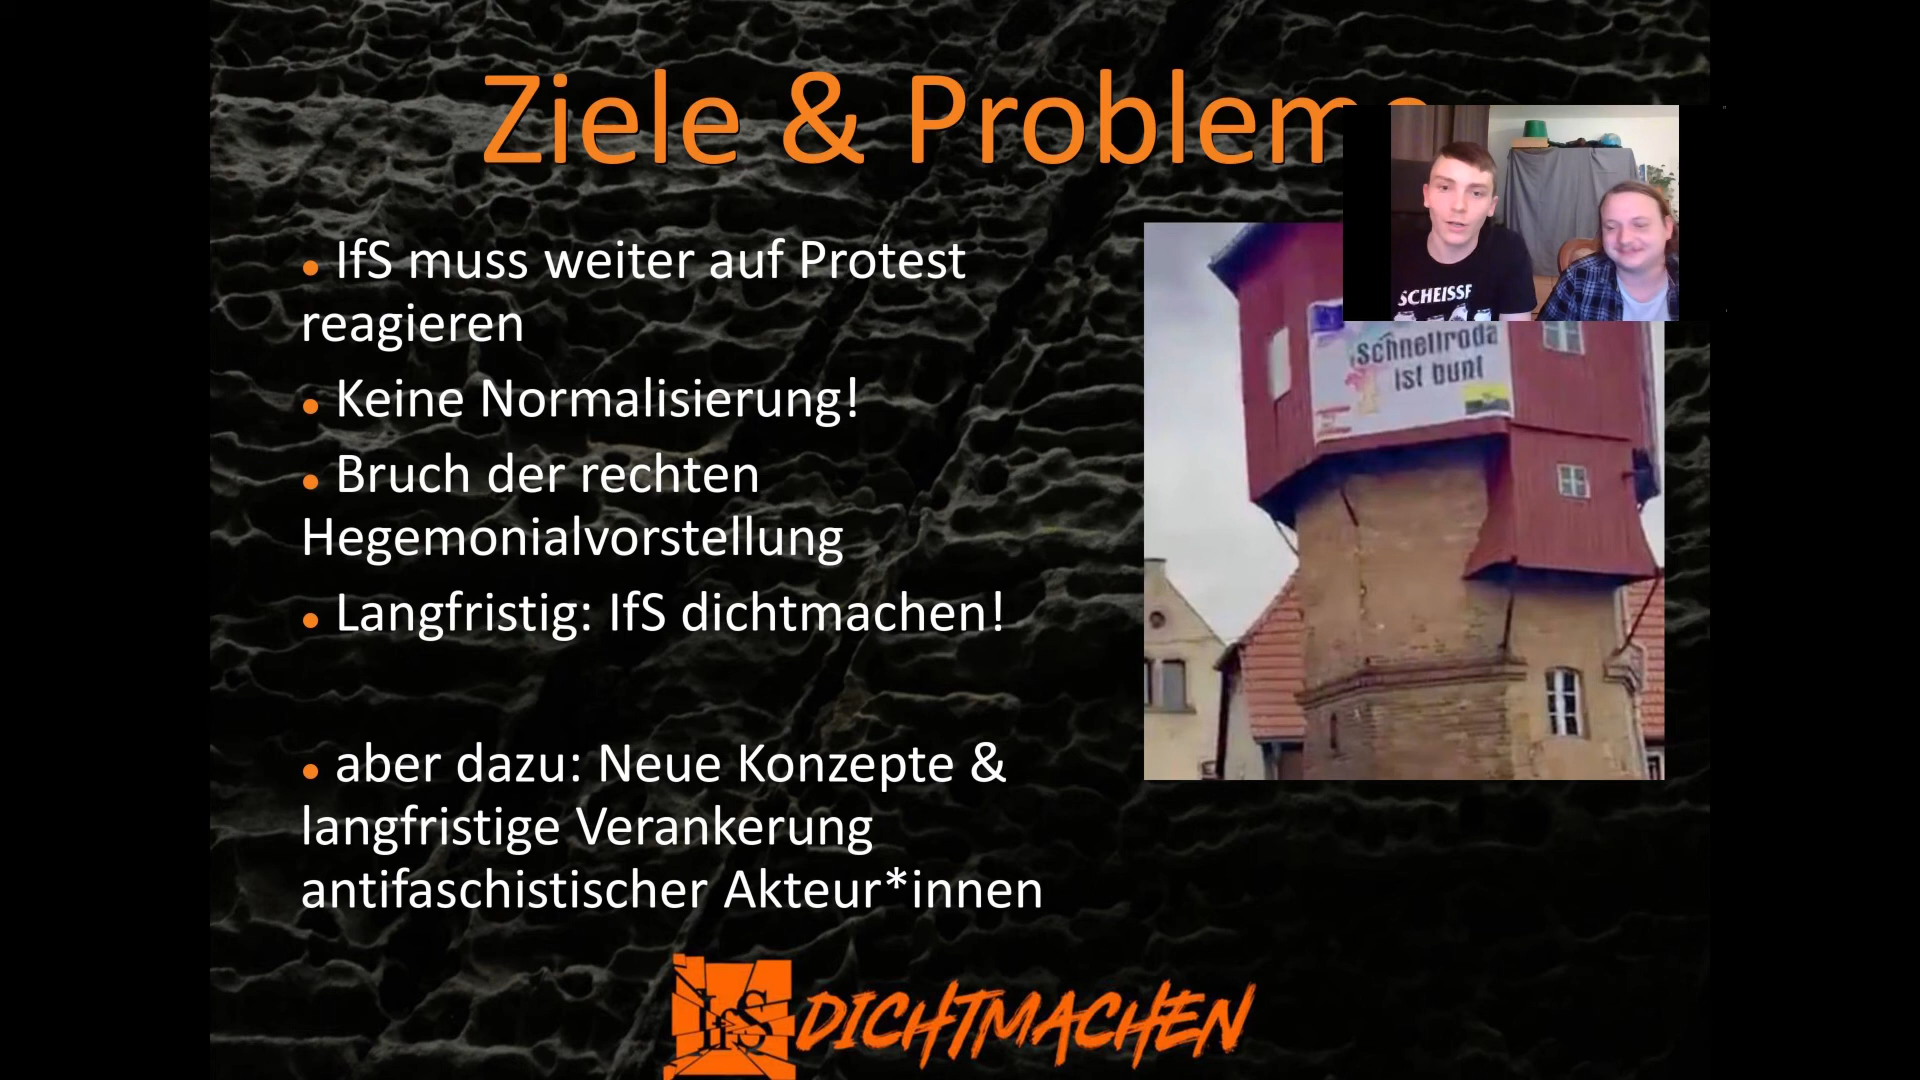 Ziele & Probleme
• IfS muss weiter auf Protest
reagieren
• Keine Normalisierung!
• Bruch der rechten
Hegemonialvorstellung
• Langfristig: IfS dichtmachen!
• aber dazu: Neue Konzepte &
langfristige Verankerung
antifaschistischer Akteur*innen
SCHEISSE
Schnellroda
ist bunt
IfS DICHTMACHEN